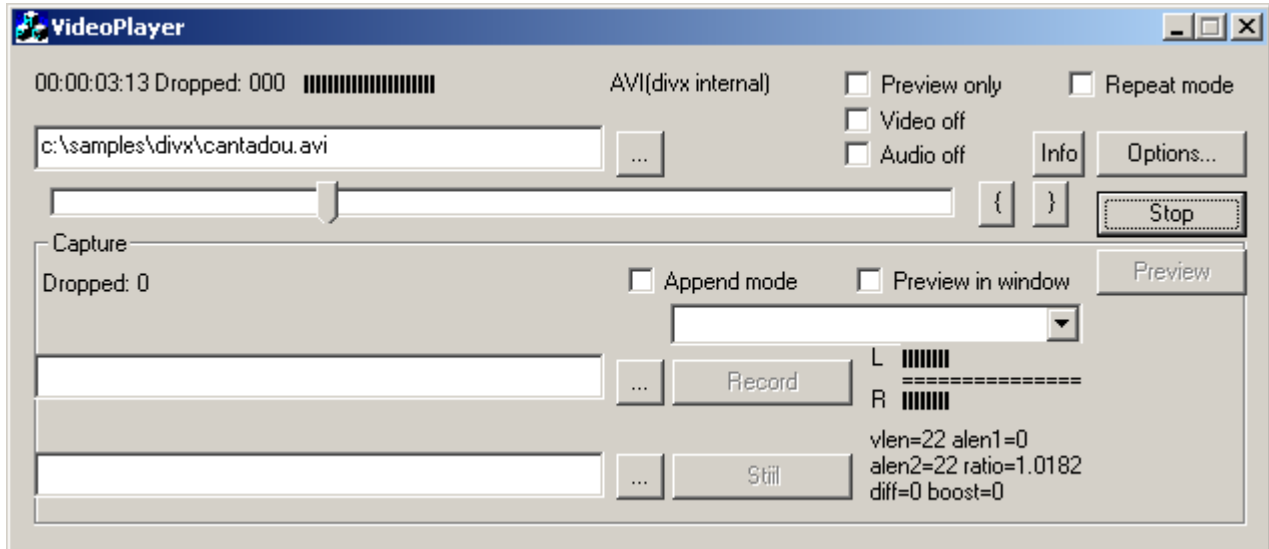 VideoPlayer
00:00:03:13 Dropped: 000
AVI(divx internal)
Preview only
Repeat mode
Video off
c:\samples\divx\cantadou.avi
...
Audio off
Info
Options...
{
}
Stop
Capture
Dropped: 0
Append mode
Preview in window
Preview
L
===============
...
Record
R
vlen=22 alen1=0
alen2=22 ratio=1.0182
diff=0 boost=0
...
Stiil